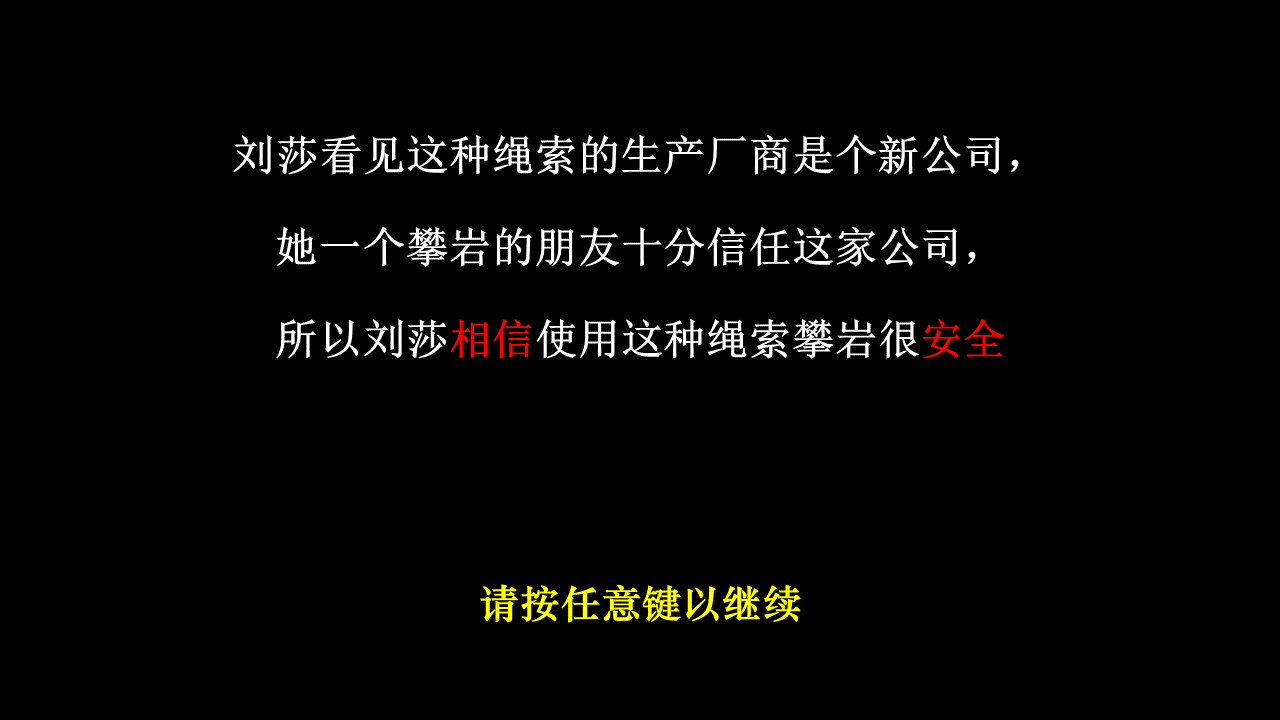 刘莎看见这种绳索的生产厂商是个新公司，
她一个攀岩的朋友十分信任这家公司，
所以刘莎相信使用这种绳索攀岩很安全
请按任意键以继续